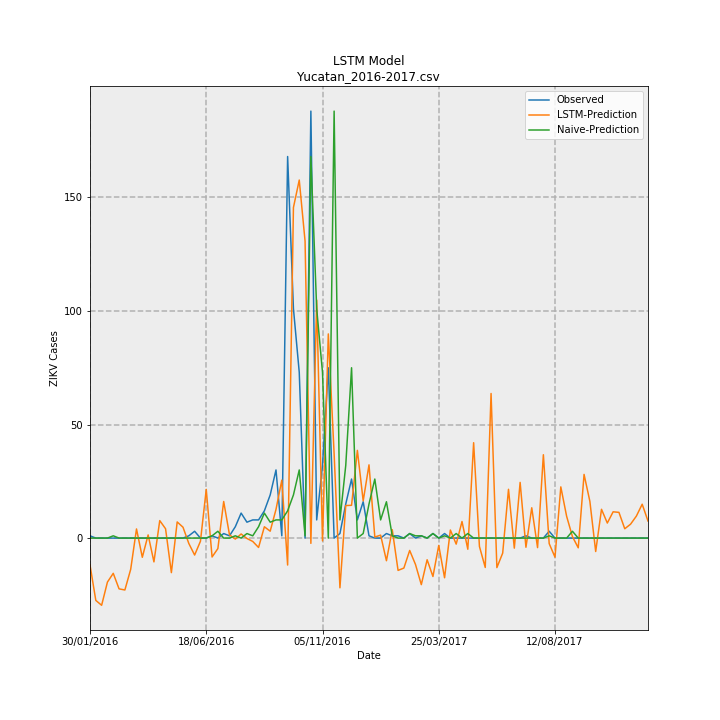 LSTM Model
Yucatan_2016-2017.csv
Observed
LSTM-Prediction
Naive-Prediction
150
100
50
0
ZIKV Cases
30/01/2016
18/06/2016
05/11/2016
25/03/2017
12/08/2017
Date